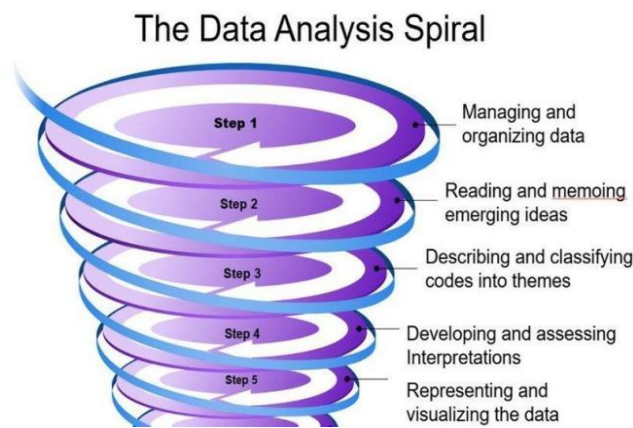 The Data Analysis Spiral
Step 1
Managing and
organizing data
Step 2
Reading and memoing
emerging ideas
Step 3
Describing and classifying
codes into themes
Step 4
Developing and assessing
Interpretations
Step 5
Representing and
visualizing the data